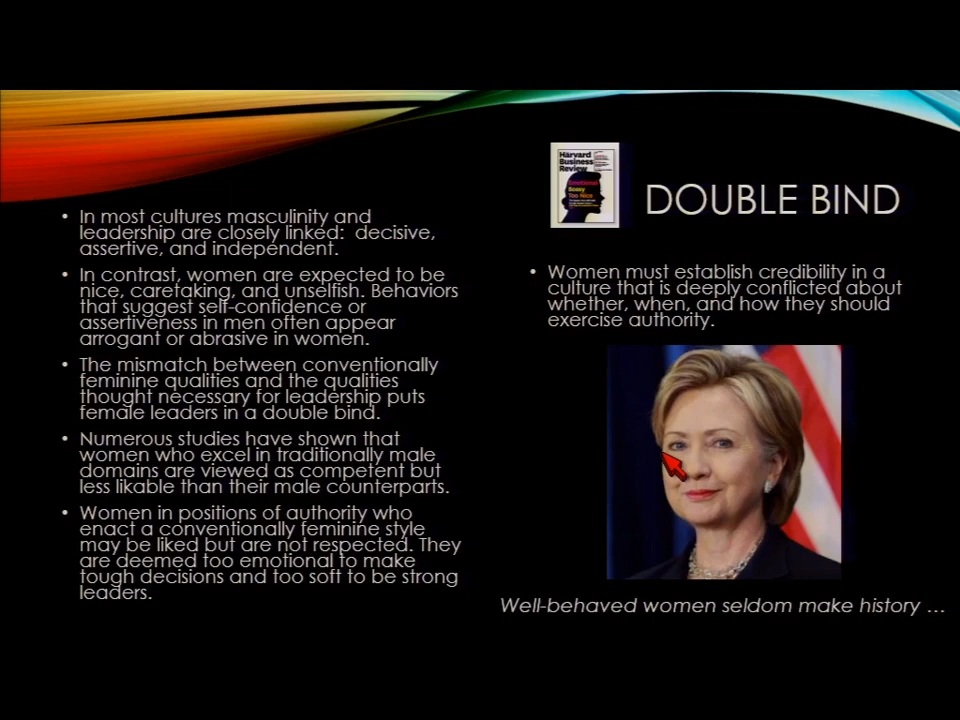 Harvard
Business
Review
Emotional
Bossy
Too Nice
DOUBLE BIND
• In most cultures masculinity and
leadership are closely linked: decisive,
assertive, and independent.
• In contrast, women are expected to be
nice, caretaking, and unselfish. Behaviors
that suggest self-confidence or
assertiveness in men often appear
arrogant or abrasive in women.
• The mismatch between conventionally
feminine qualities and the qualities
thought necessary for leadership puts
female leaders in a double bind.
• Numerous studies have shown that
women who excel in traditionally male
domains are viewed as competent but
less likable than their male counterparts.
• Women in positions of authority who
enact a conventionally feminine style
may be liked but are not respected. They
are deemed too emotional to make
tough decisions and too soft to be strong
leaders.
• Women must establish credibility in a
culture that is deeply conflicted about
whether, when, and how they should
exercise authority.
Well-behaved women seldom make history …